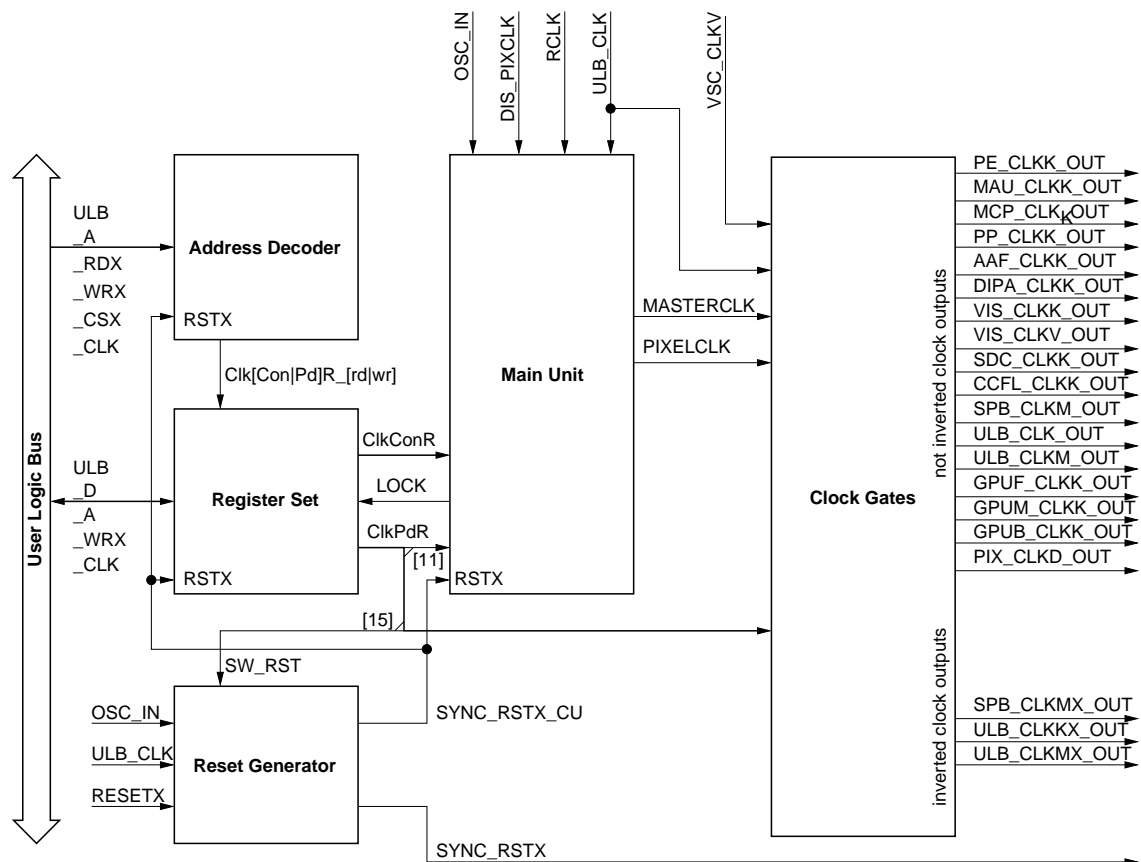 OSC_IN
DIS_PIXCLK
RCLK
ULB_CLK
VSC_CLKV
User Logic Bus
ULB
_A
_RDX
_WRX
_CSX
_CLK
Address Decoder
RSTX
Clk[Con|Pd]R_[rd|wr]
ULB
_D
_A
_WRX
_CLK
Register Set
RSTX
ClkConR
LOCK
ClkPdR
[11]
[15]
Main Unit
RSTX
MASTERCLK
PIXELCLK
SW_RST
OSC_IN
ULB_CLK
RESETX
Reset Generator
SYNC_RSTX_CU
SYNC_RSTX
Clock Gates
not inverted clock outputs
PE_CLKK_OUT
MAU_CLKK_OUT
MCP_CLKK_OUT
PP_CLKK_OUT
AAF_CLKK_OUT
DIPA_CLKK_OUT
VIS_CLKK_OUT
VIS_CLKV_OUT
SDC_CLKK_OUT
CCFL_CLKK_OUT
SPB_CLKM_OUT
ULB_CLK_OUT
ULB_CLKM_OUT
GPUF_CLKK_OUT
GPUM_CLKK_OUT
GPUB_CLKK_OUT
PIX_CLKD_OUT
inverted clock outputs
SPB_CLKMX_OUT
ULB_CLKKX_OUT
ULB_CLKMX_OUT